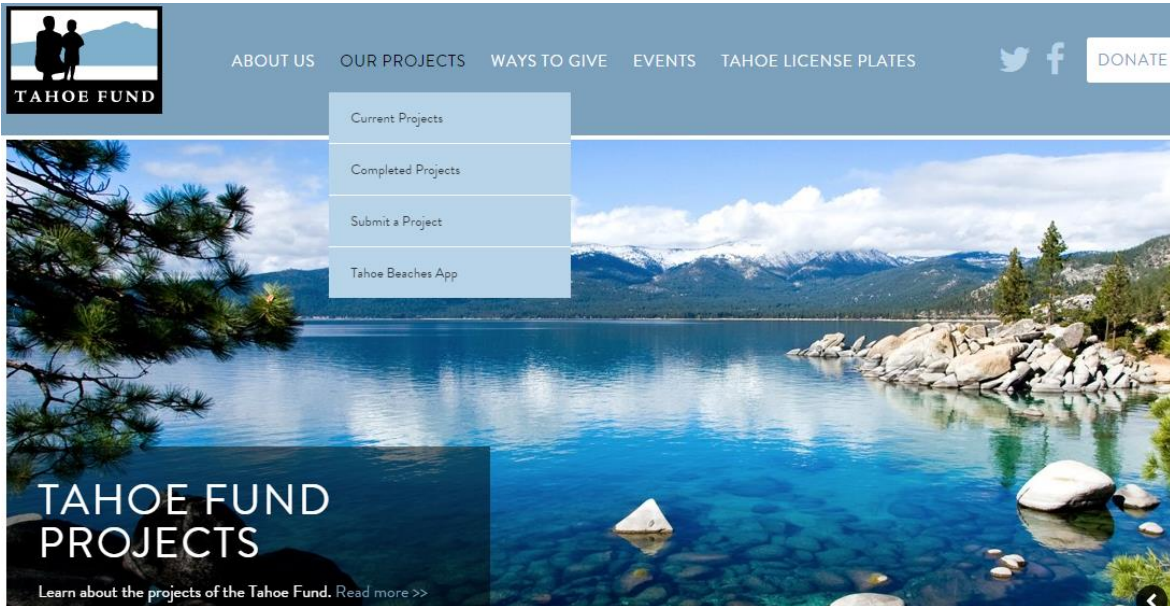 TAHOE FUND
ABOUT US OUR PROJECTS WAYS TO GIVE EVENTS TAHOE LICENSE PLATES DONATE
Current Projects
Completed Projects
Submit a Project
Tahoe Beaches App
TAHOE FUND
PROJECTS
Learn about the projects of the Tahoe Fund. Read more >>